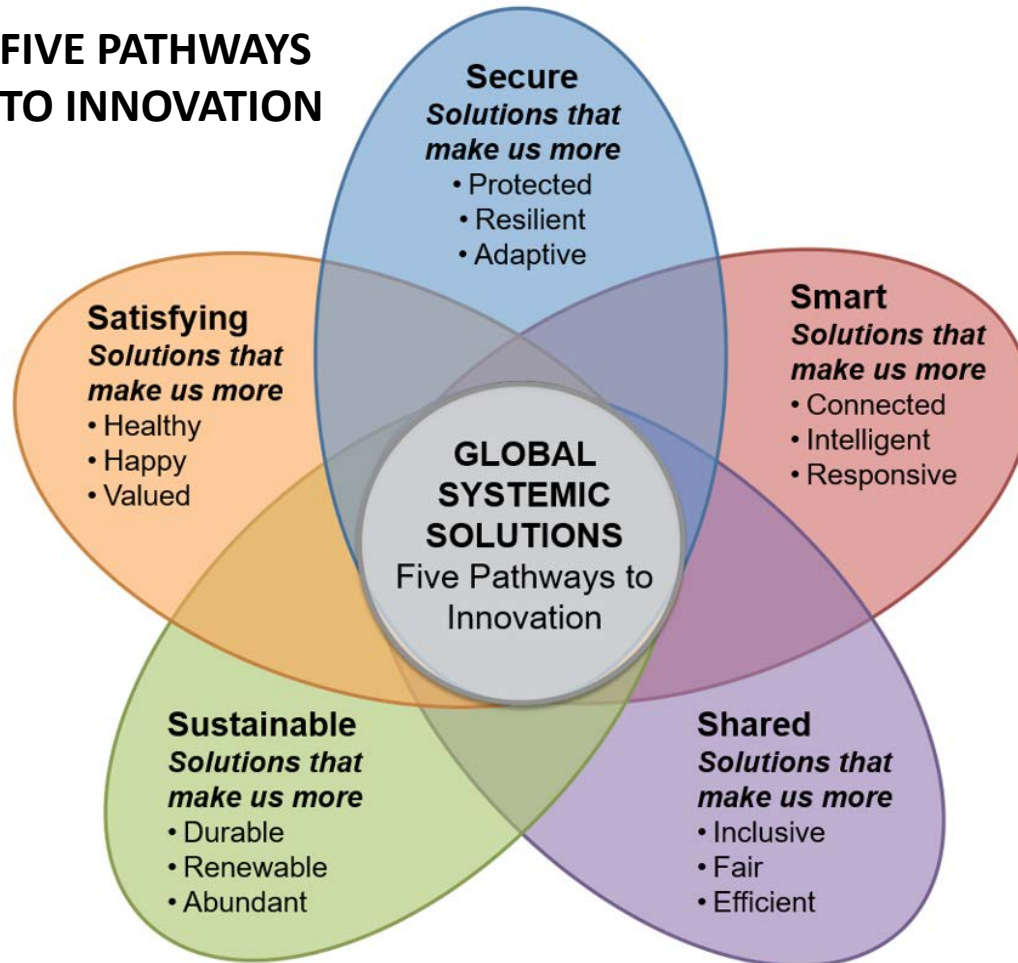 FIVE PATHWAYS
TO INNOVATION
Secure
Solutions that
make us more
• Protected
• Resilient
• Adaptive
Satisfying
Solutions that
make us more
• Healthy
• Happy
• Valued
Smart
Solutions that
make us more
• Connected
• Intelligent
• Responsive
GLOBAL
SYSTEMIC
SOLUTIONS
Five Pathways to
Innovation
Sustainable
Solutions that
make us more
• Durable
• Renewable
• Abundant
Shared
Solutions that
make us more
• Inclusive
• Fair
• Efficient